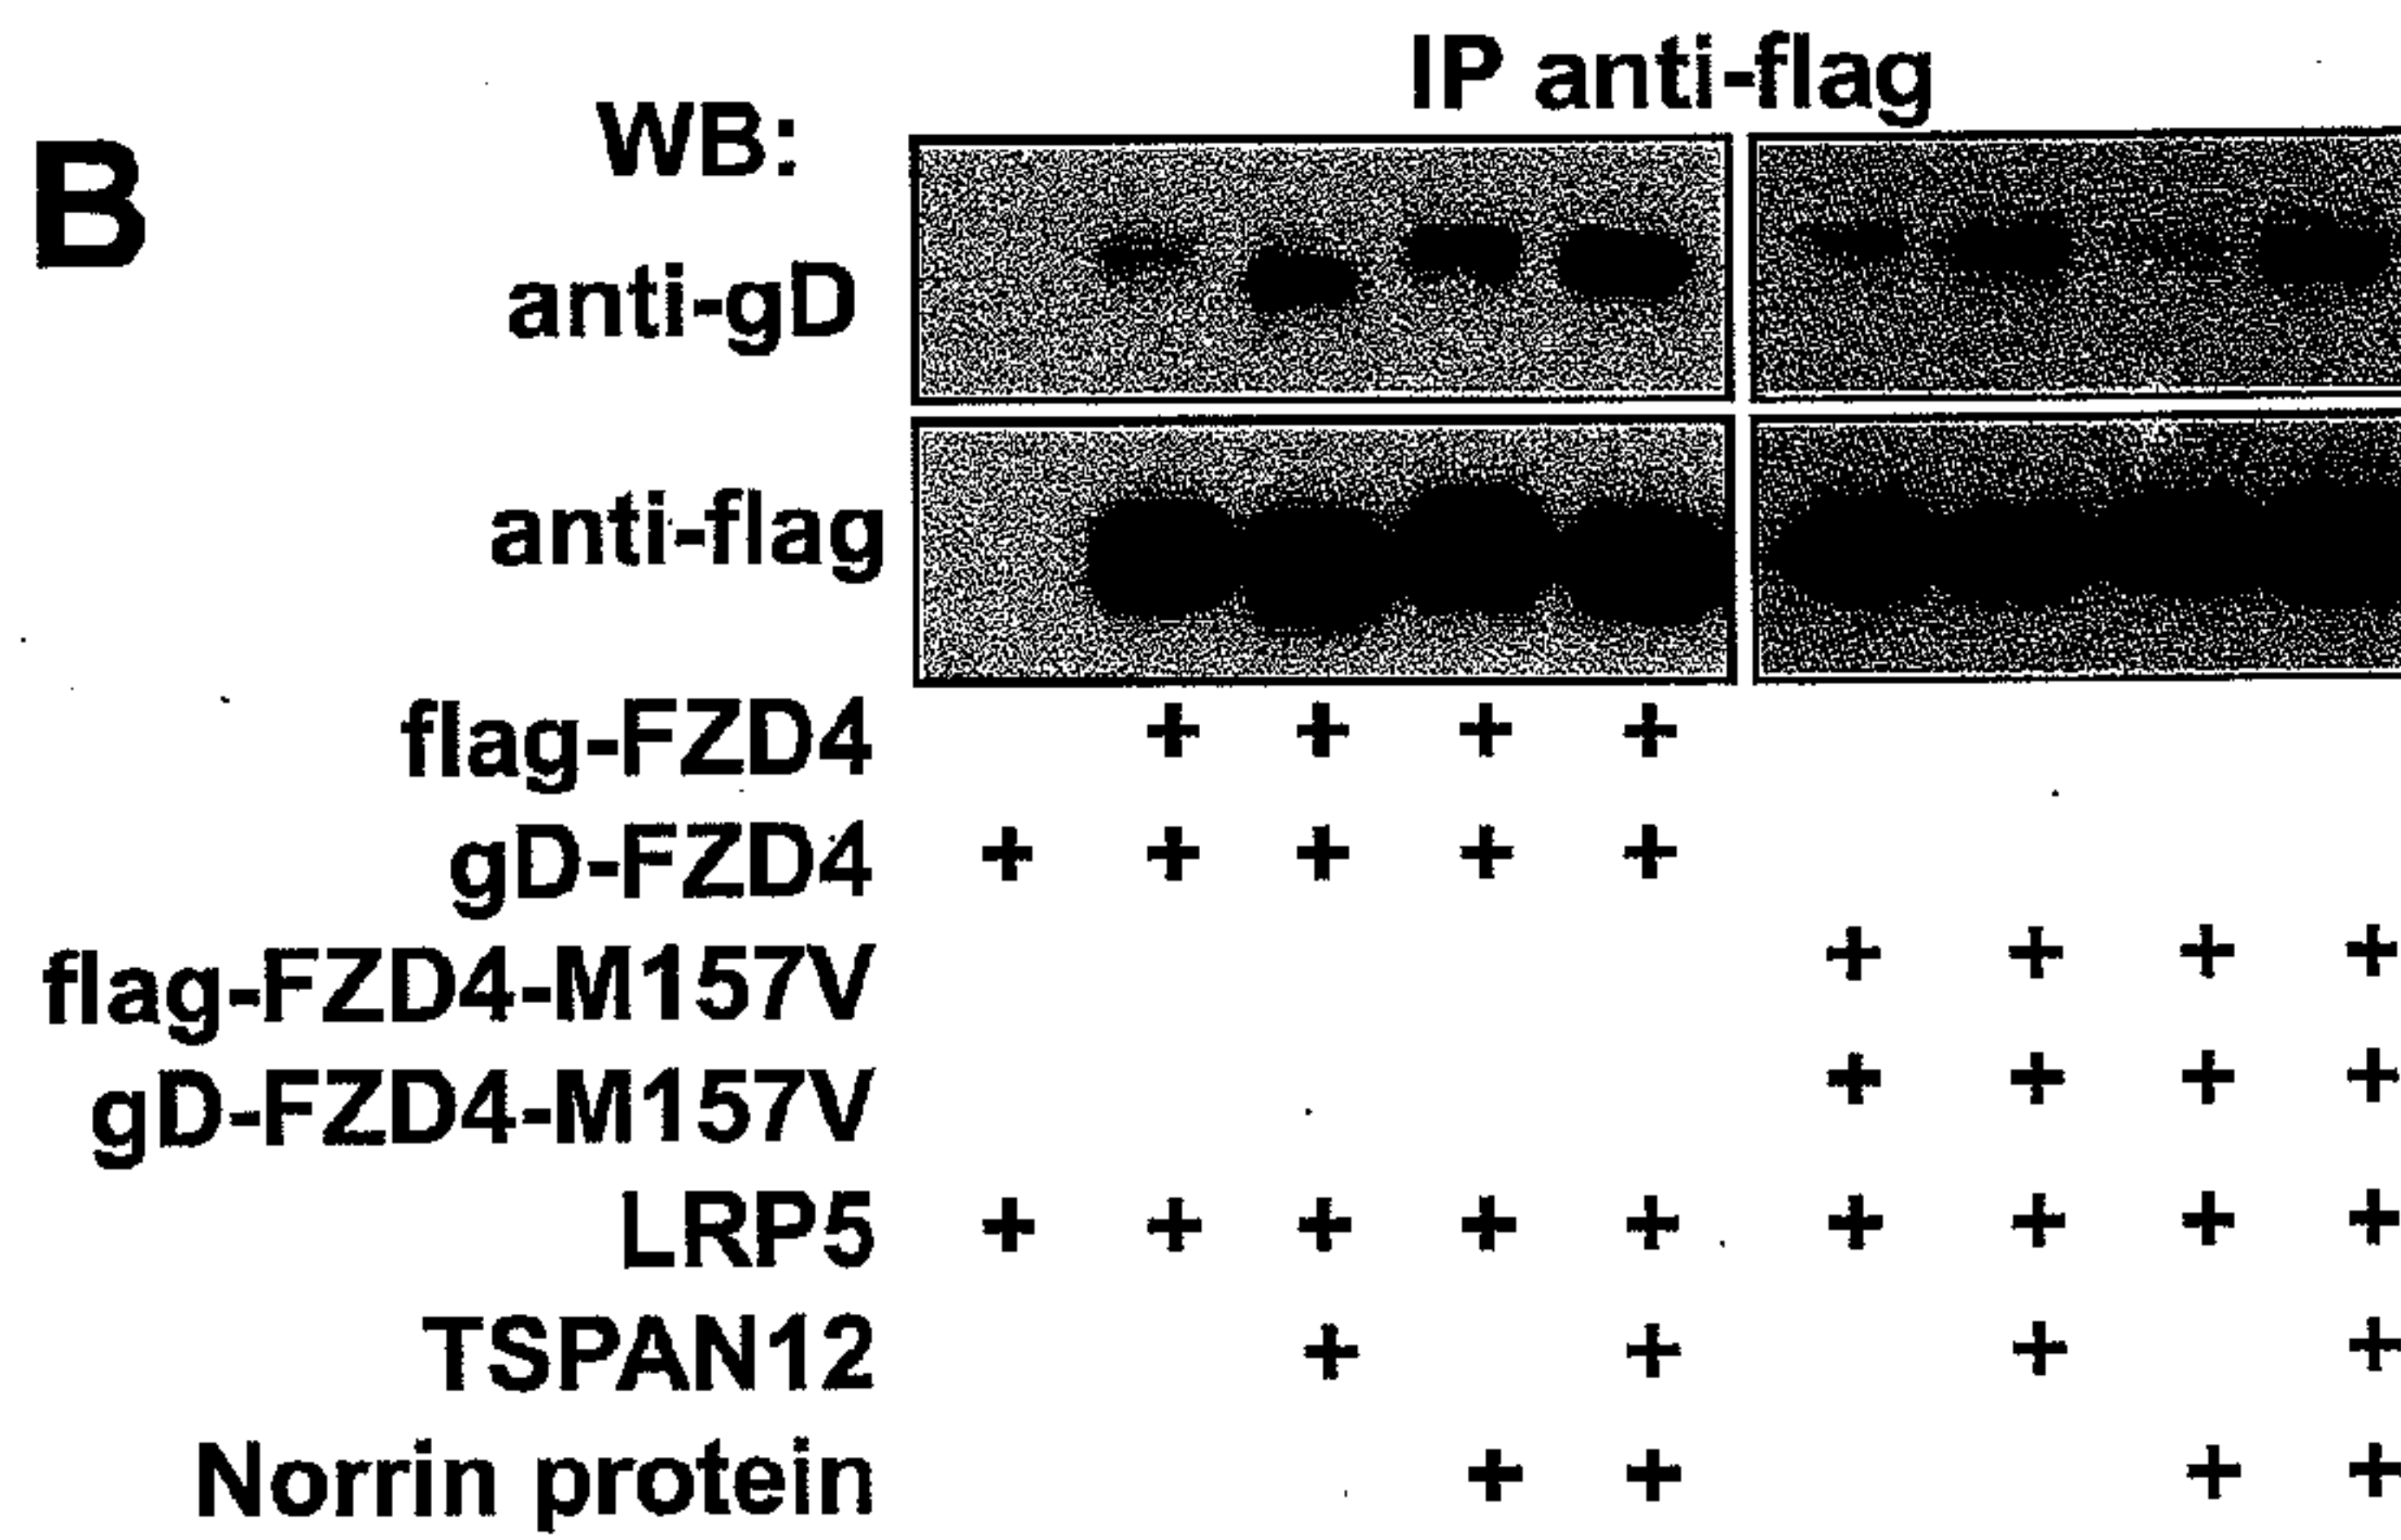 B
IP anti-flag
WB:
anti-gD
anti-flag
flag-FZD4 + + + +
gD-FZD4 + + + + +
flag-FZD4-M157V + + + +
gD-FZD4-M157V + + + +
LRP5 + + + + + + + + +
TSPAN12 + + + +
Norrin protein + + + +